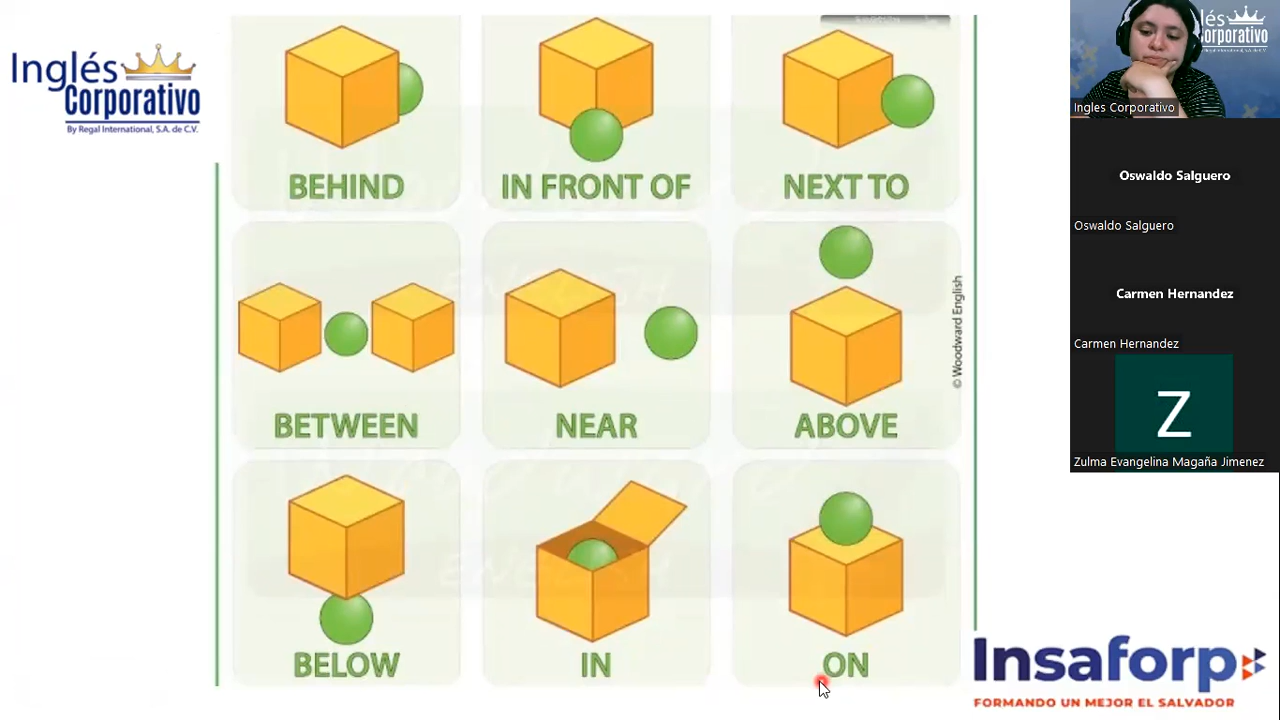 Inglés
Corporativo
By Regal International, S.A. de C.V.
BEHIND
IN FRONT OF
NEXT TO
BETWEEN
NEAR
ABOVE
© Woodward English
BELOW
IN
ON
Insaforp
FORMANDO UN MEJOR EL SALVADOR
Ingles Corporativo
Oswaldo Salguero
Oswaldo Salguero
Carmen Hernandez
Carmen Hernandez
Z
Zulma Evangelina Magaña Jimenez